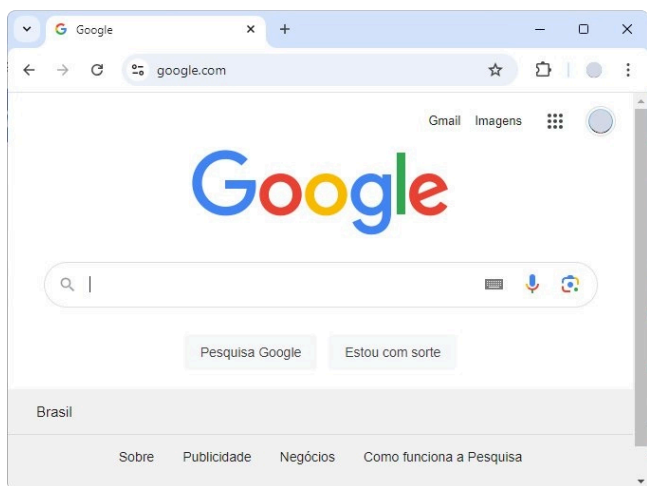 Google
google.com
Gmail Imagens
Google
Pesquisa Google Estou com sorte
Brasil
Sobre Publicidade Negócios Como funciona a Pesquisa